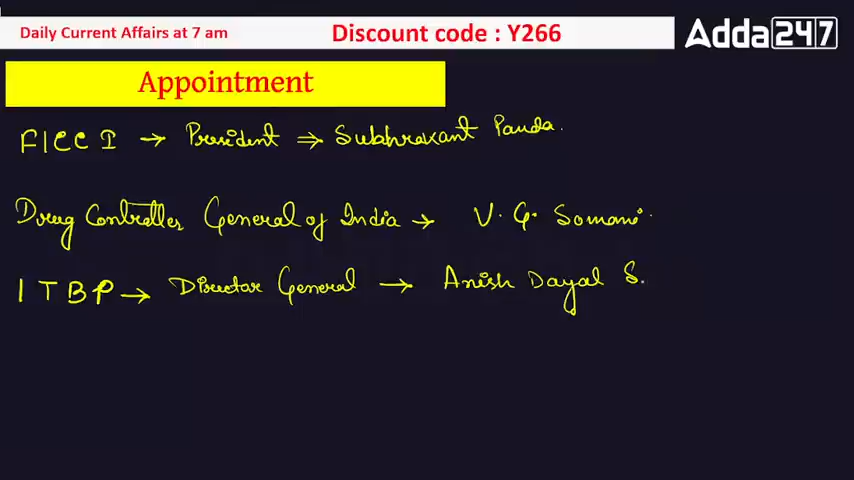 Daily Current Affairs at 7 am
Discount code : Y266
Adda247
Appointment
FICCI → President ⇒ Subhrakant Panda.
Drug Controller General of India → V. G. Somani.
ITBP → Director General → Anish Dayal S.